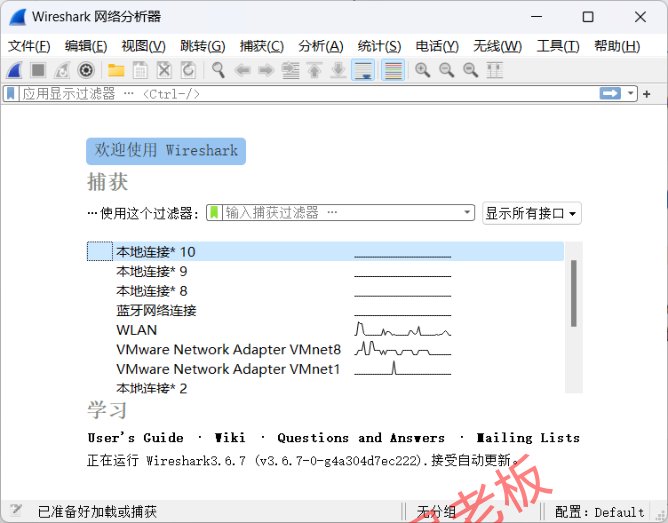 Wireshark 网络分析器
文件(F) 编辑(E) 视图(V) 跳转(G) 捕获(C) 分析(A) 统计(S) 电话(Y) 无线(W) 工具(T) 帮助(H)
应用显示过滤器 … <Ctrl-/>
欢迎使用 Wireshark
捕获
…使用这个过滤器: 输入捕获过滤器 … 显示所有接口
本地连接* 10
本地连接* 9
本地连接* 8
蓝牙网络连接
WLAN
VMware Network Adapter VMnet8
VMware Network Adapter VMnet1
本地连接* 2
学习
User's Guide · Wiki · Questions and Answers · Mailing Lists
正在运行 Wireshark3.6.7 (v3.6.7-0-g4a304d7ec222).接受自动更新。
老板
已准备好加载或捕获 无分组 配置: Default